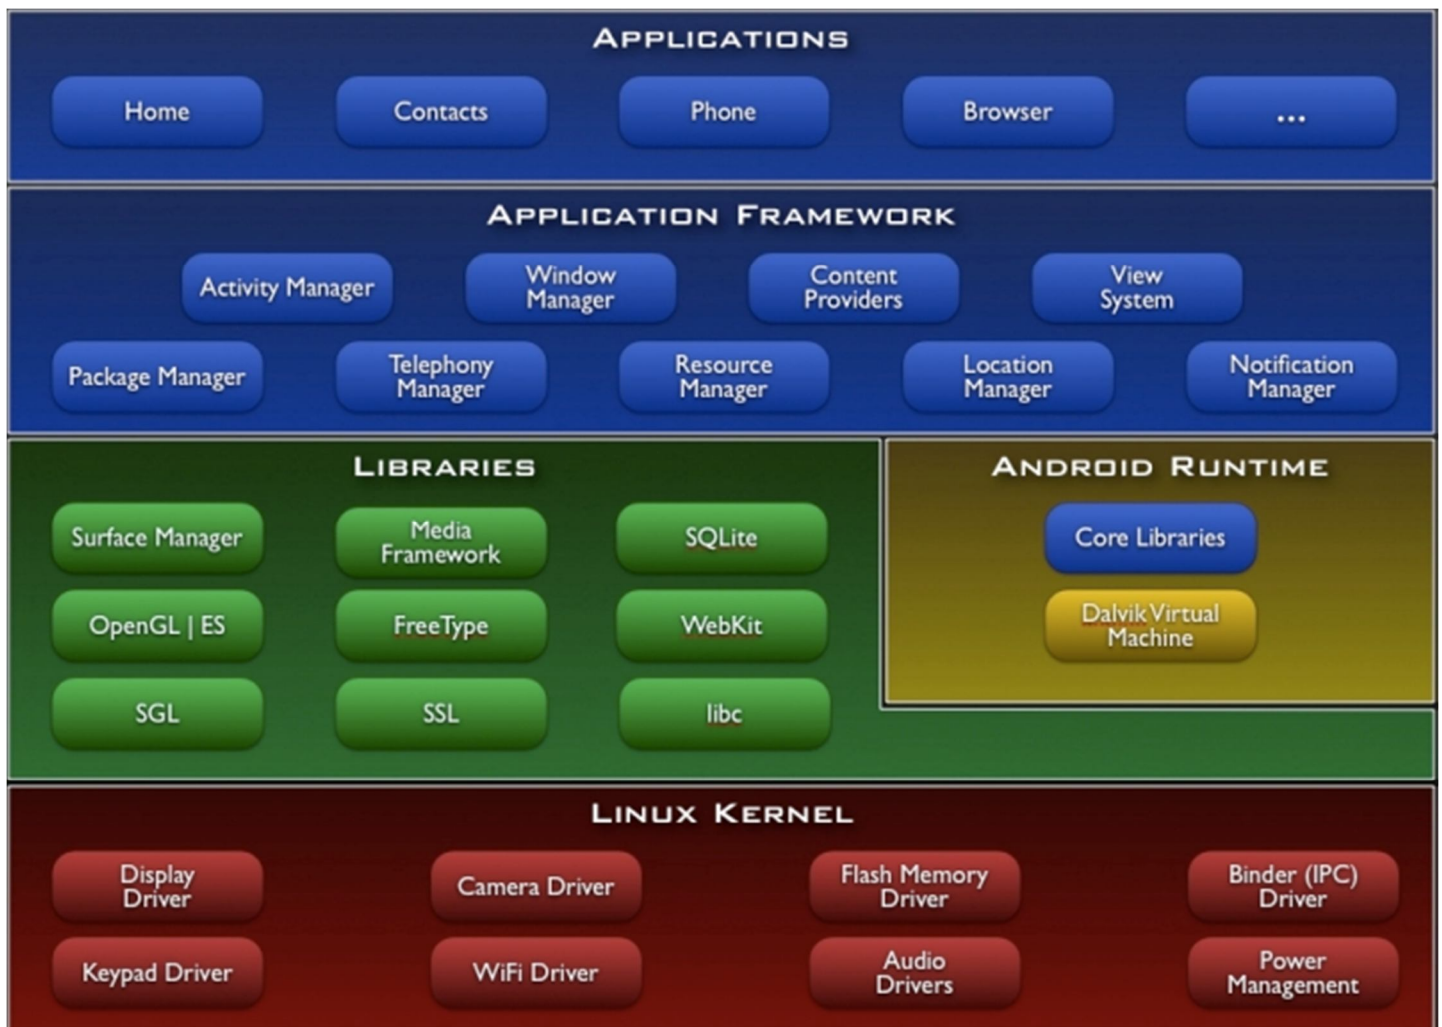 APPLICATIONS
Home
Contacts
Phone
Browser
...
APPLICATION FRAMEWORK
Activity Manager
Window
Manager
Content
Providers
View
System
Package Manager
Telephony
Manager
Resource
Manager
Location
Manager
Notification
Manager
LIBRARIES
Surface Manager
Media
Framework
SQLite
OpenGL | ES
FreeType
WebKit
SGL
SSL
libc
ANDROID RUNTIME
Core Libraries
Dalvik Virtual
Machine
LINUX KERNEL
Display
Driver
Camera Driver
Flash Memory
Driver
Binder (IPC)
Driver
Keypad Driver
WiFi Driver
Audio
Drivers
Power
Management